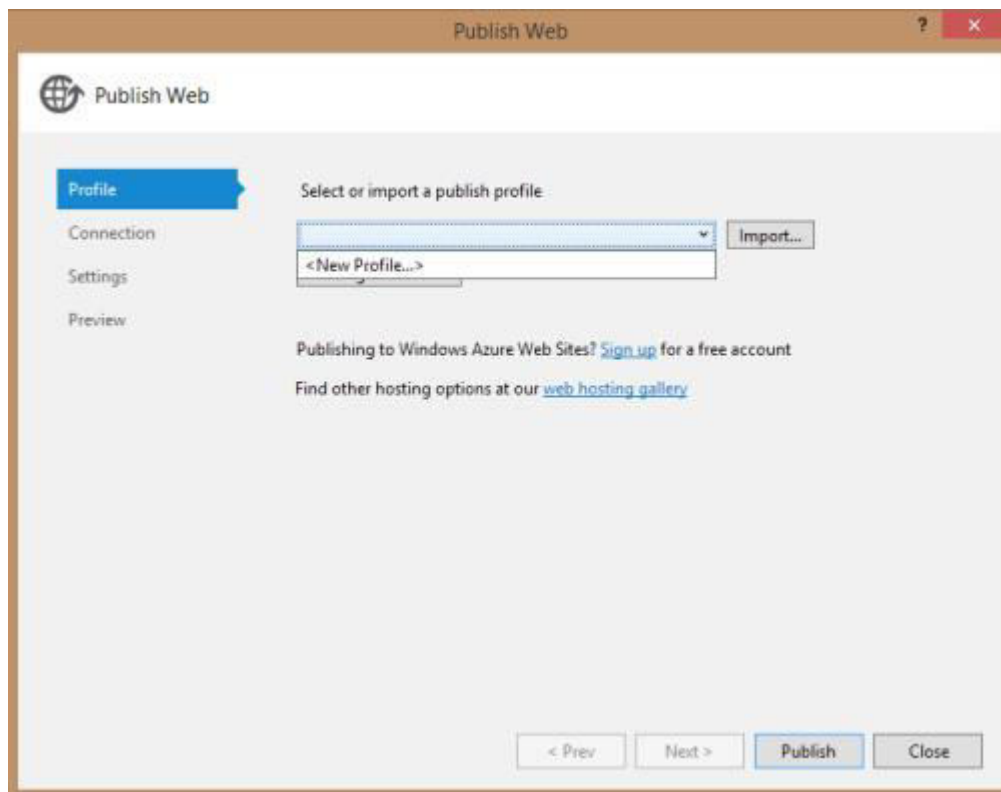 Publish Web
?
Publish Web
Profile
Select or import a publish profile
Connection
Import...
<New Profile...>
Settings
Preview
Publishing to Windows Azure Web Sites? Sign up for a free account
Find other hosting options at our web hosting gallery
< Prev
Next >
Publish
Close